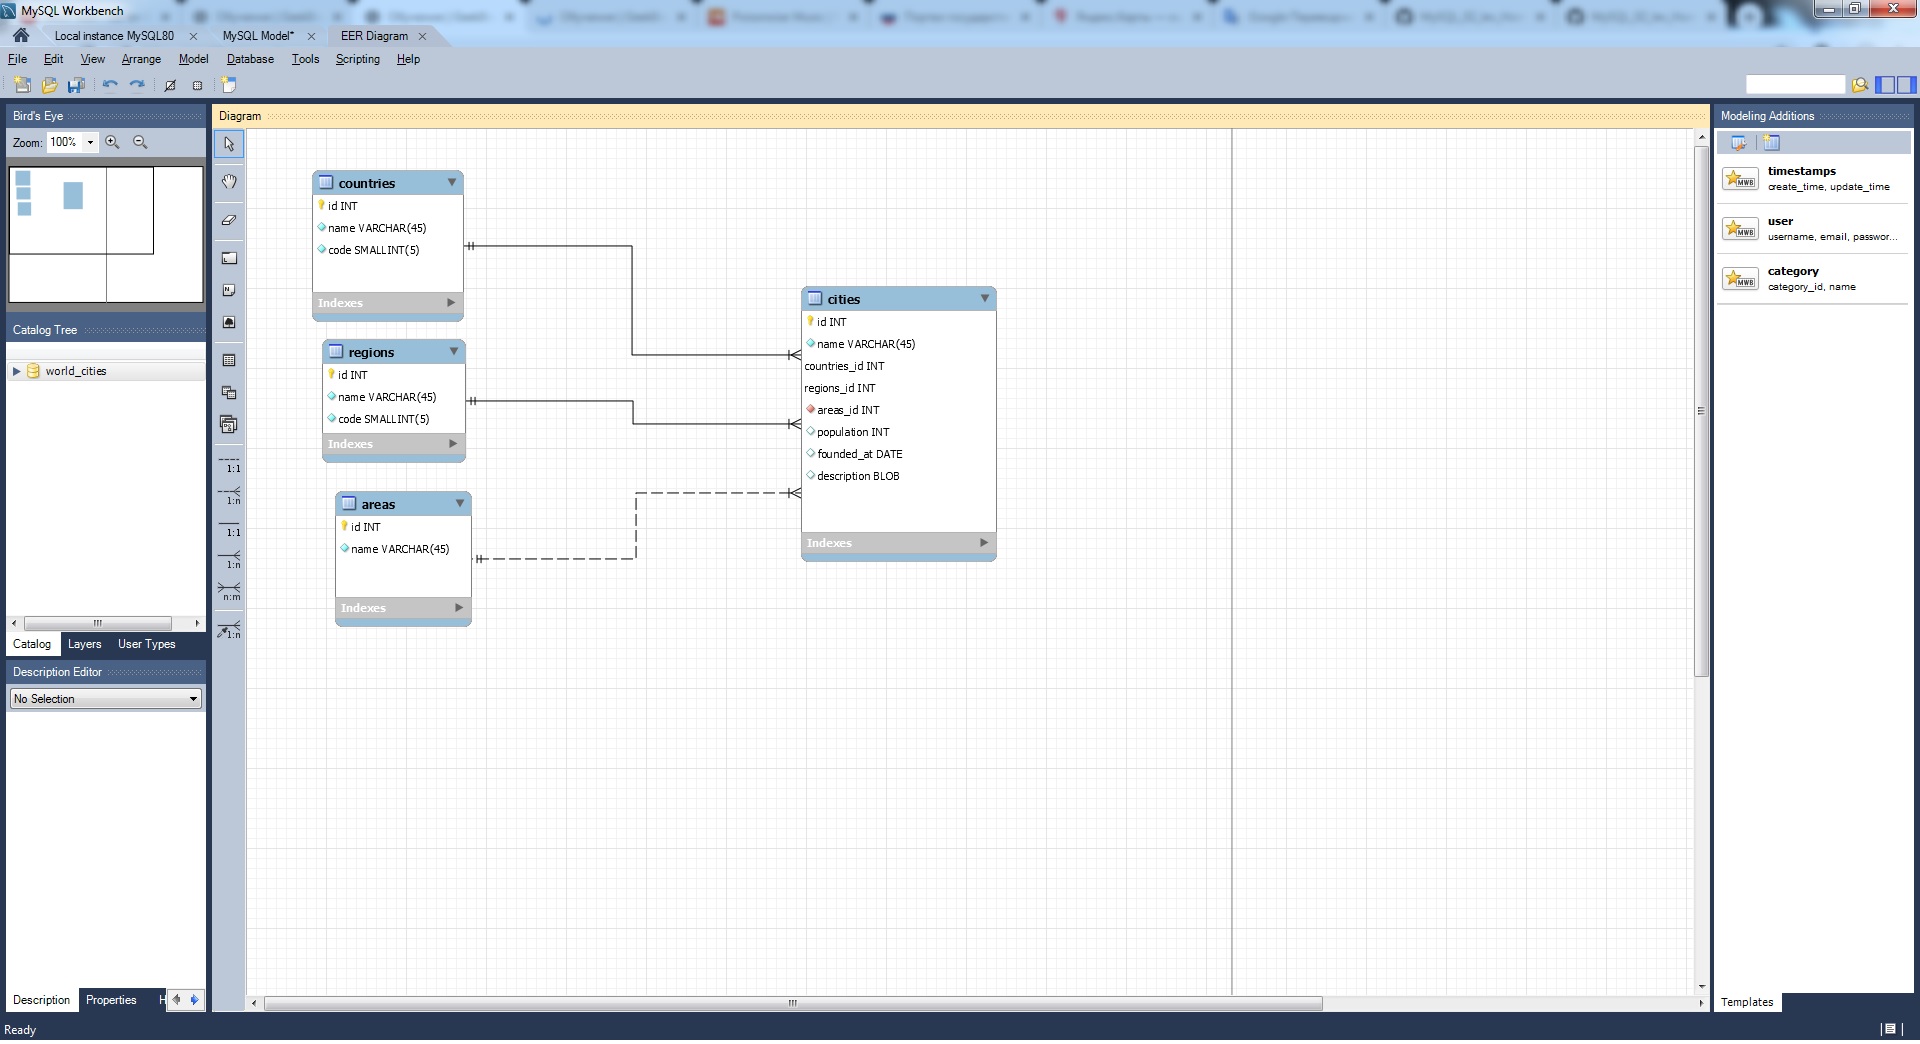 MySQL Workbench
Local instance MySQL80
MySQL Model*
EER Diagram
File Edit View Arrange Model Database Tools Scripting Help
Bird's Eye
Zoom: 100%
Catalog Tree
world_cities
Catalog Layers User Types
Description Editor
No Selection
Description Properties H
Ready
Diagram
1:1
1:n
1:1
1:n
n:m
1:n
countries
id INT
name VARCHAR(45)
code SMALLINT(5)
Indexes
regions
id INT
name VARCHAR(45)
code SMALLINT(5)
Indexes
areas
id INT
name VARCHAR(45)
Indexes
cities
id INT
name VARCHAR(45)
countries_id INT
regions_id INT
areas_id INT
population INT
founded_at DATE
description BLOB
Indexes
Modeling Additions
MWB
timestamps
create_time, update_time
MWB
user
username, email, passwor...
MWB
category
category_id, name
Templates